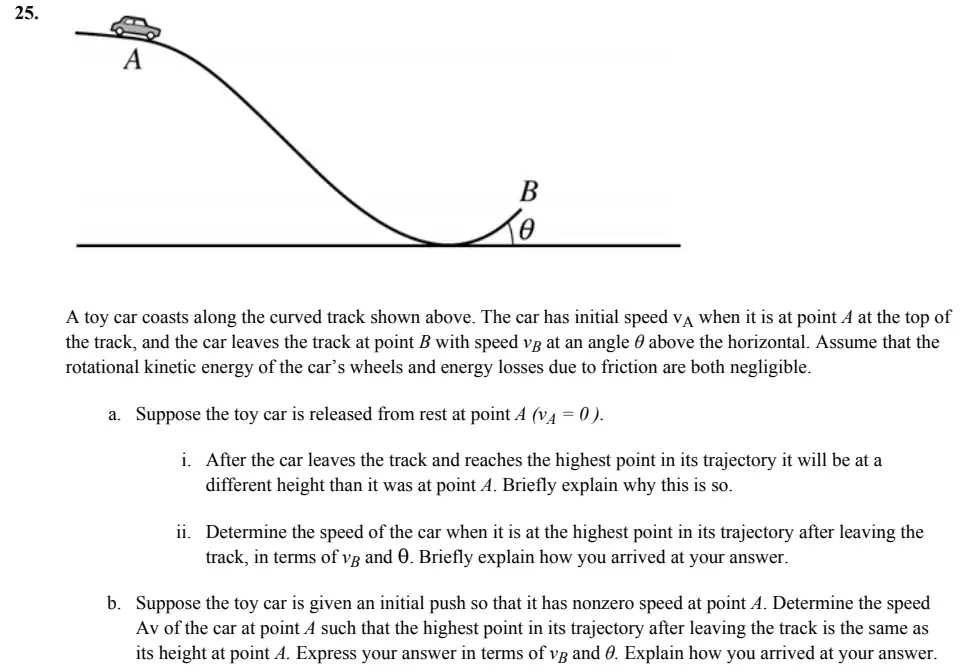 25.
A
B
θ
A toy car coasts along the curved track shown above. The car has initial speed vA when it is at point A at the top of
the track, and the car leaves the track at point B with speed vB at an angle θ above the horizontal. Assume that the
rotational kinetic energy of the car’s wheels and energy losses due to friction are both negligible.
a. Suppose the toy car is released from rest at point A (vA = 0 ).
i. After the car leaves the track and reaches the highest point in its trajectory it will be at a
different height than it was at point A. Briefly explain why this is so.
ii. Determine the speed of the car when it is at the highest point in its trajectory after leaving the
track, in terms of vB and θ. Briefly explain how you arrived at your answer.
b. Suppose the toy car is given an initial push so that it has nonzero speed at point A. Determine the speed
Av of the car at point A such that the highest point in its trajectory after leaving the track is the same as
its height at point A. Express your answer in terms of vB and θ. Explain how you arrived at your answer.